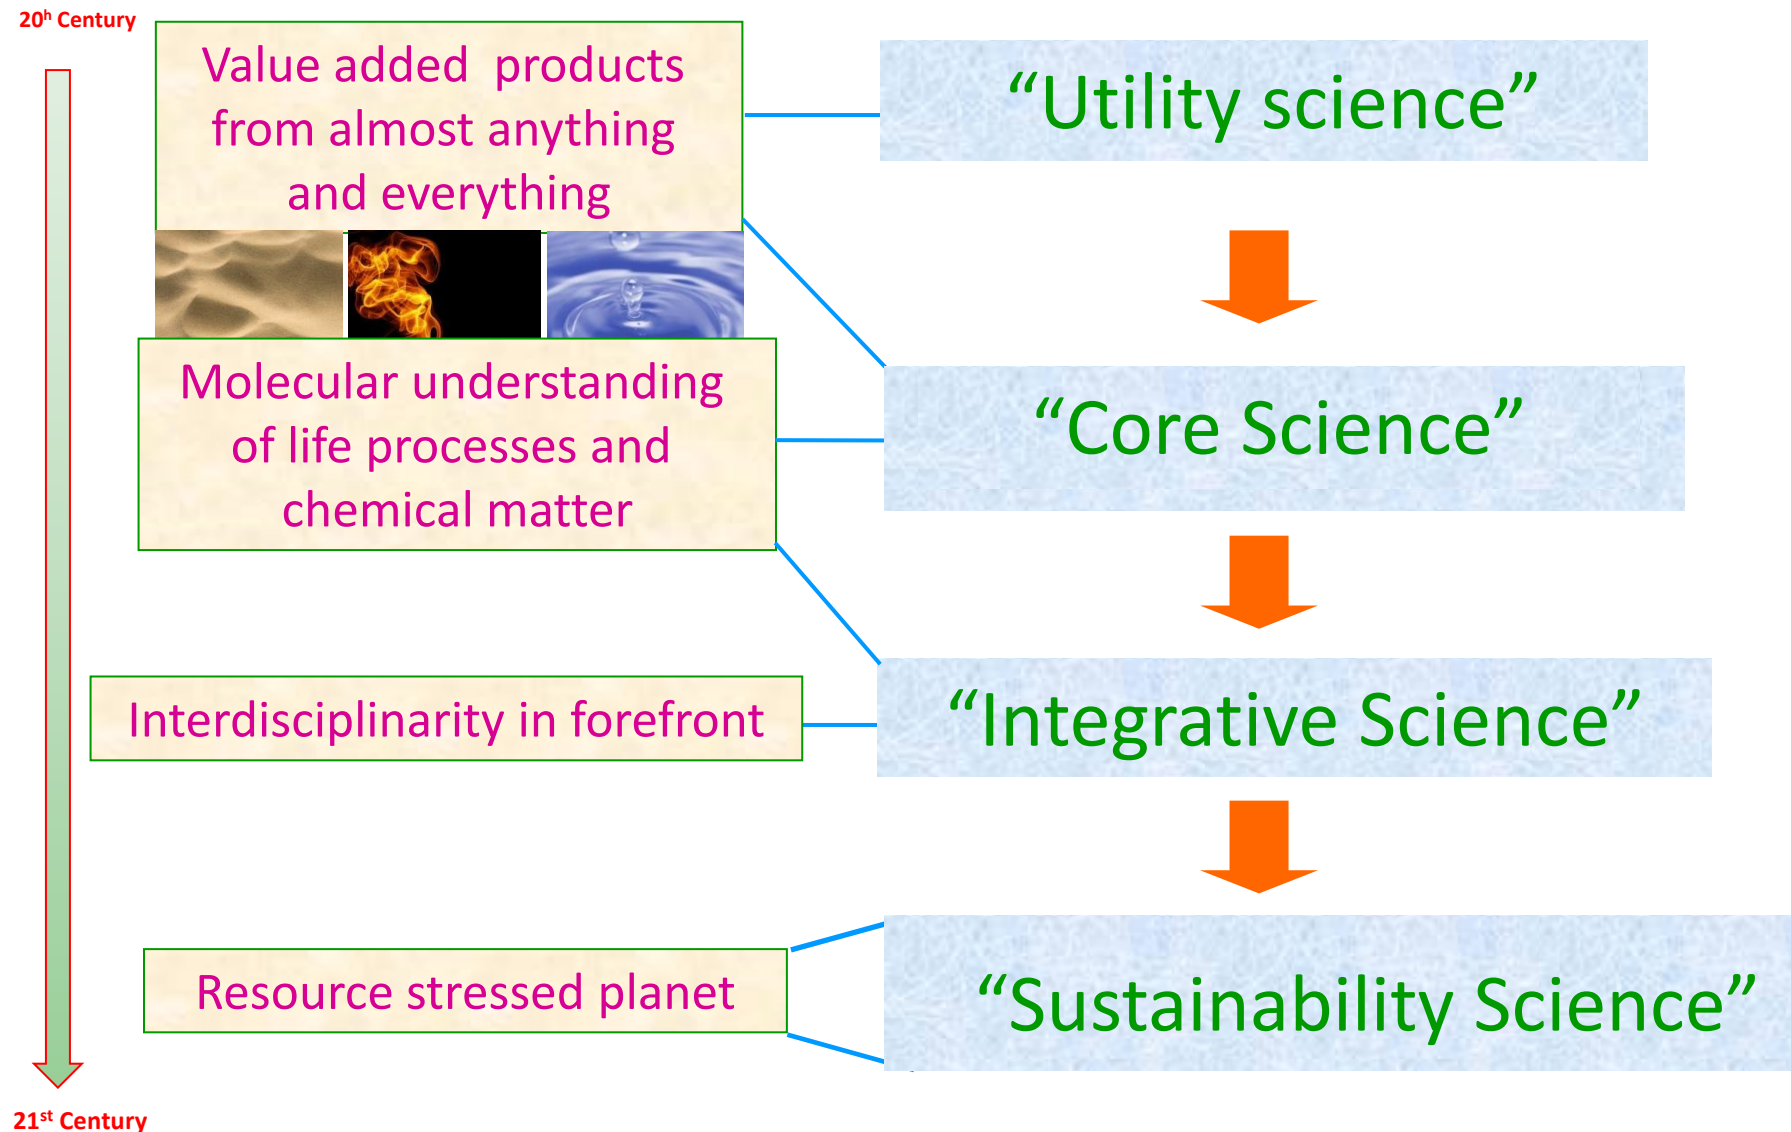 20h Century
Value added  products
from almost anything
and everything
“Utility science”
Molecular understanding
of life processes and
chemical matter
“Core Science”
Interdisciplinarity in forefront
“Integrative Science”
Resource stressed planet
“Sustainability Science”
21st Century